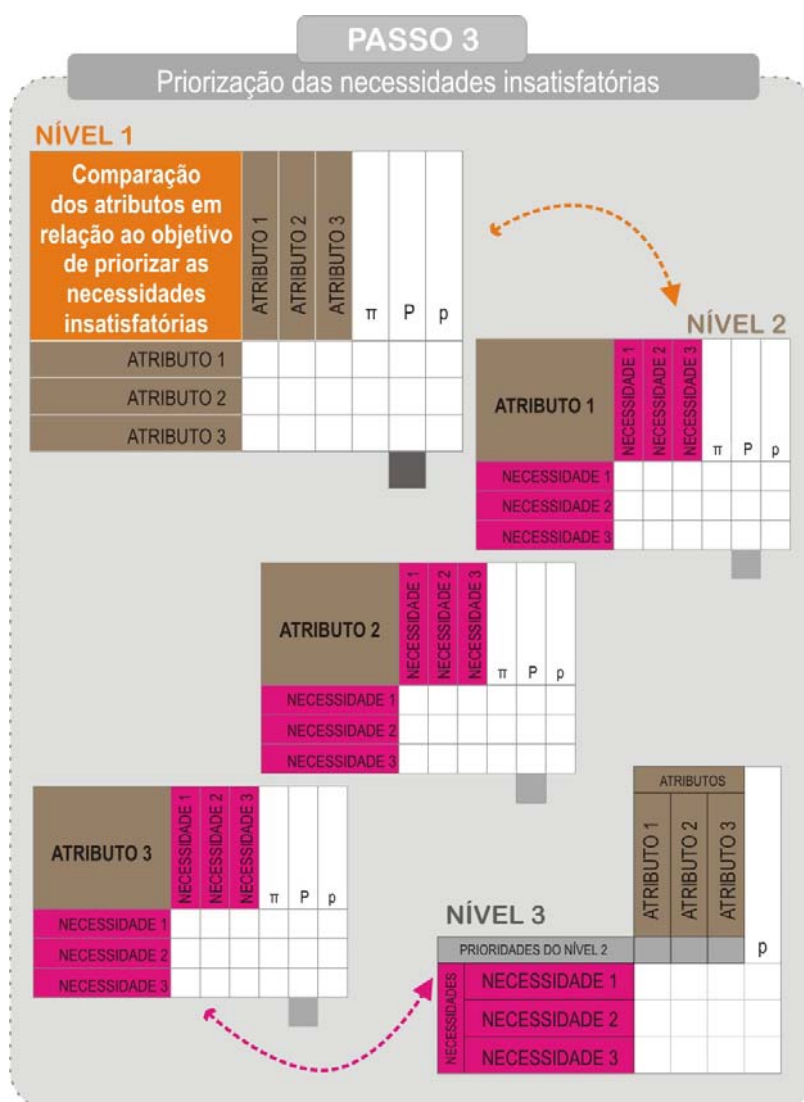 PASSO 3
Priorização das necessidades insatisfatórias
NÍVEL 1
Comparação
dos atributos em
relação ao objetivo
de priorizar as
necessidades
insatisfatórias
ATRIBUTO 1
ATRIBUTO 2
ATRIBUTO 3
π P p
ATRIBUTO 1
ATRIBUTO 2
ATRIBUTO 3
NÍVEL 2
ATRIBUTO 1
NECESSIDADE 1
NECESSIDADE 2
NECESSIDADE 3
π P p
NECESSIDADE 1
NECESSIDADE 2
NECESSIDADE 3
ATRIBUTO 2
NECESSIDADE 1
NECESSIDADE 2
NECESSIDADE 3
π P p
NECESSIDADE 1
NECESSIDADE 2
NECESSIDADE 3
ATRIBUTO 3
NECESSIDADE 1
NECESSIDADE 2
NECESSIDADE 3
π P p
NECESSIDADE 1
NECESSIDADE 2
NECESSIDADE 3
NÍVEL 3
ATRIBUTOS
ATRIBUTO 1
ATRIBUTO 2
ATRIBUTO 3
p
PRIORIDADES DO NÍVEL 2
NECESSIDADES
NECESSIDADE 1
NECESSIDADE 2
NECESSIDADE 3